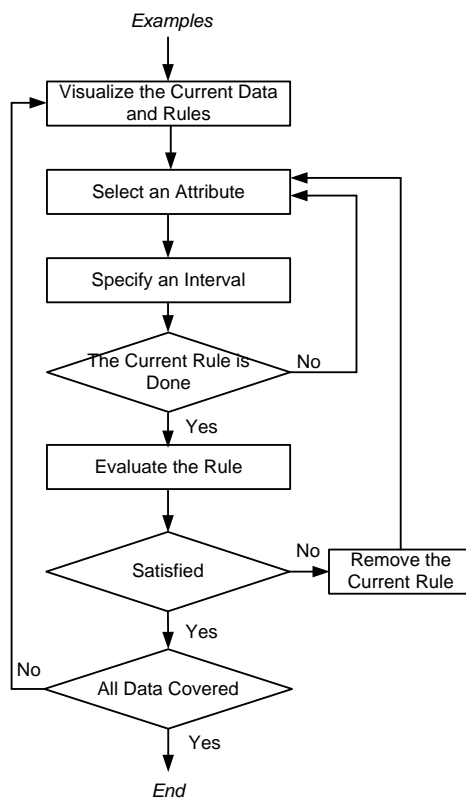 Examples
Visualize the Current Data
and Rules
Select an Attribute
Specify an Interval
The Current Rule is
Done
No
Yes
Evaluate the Rule
Satisfied
No
Remove the
Current Rule
Yes
No
All Data Covered
Yes
End